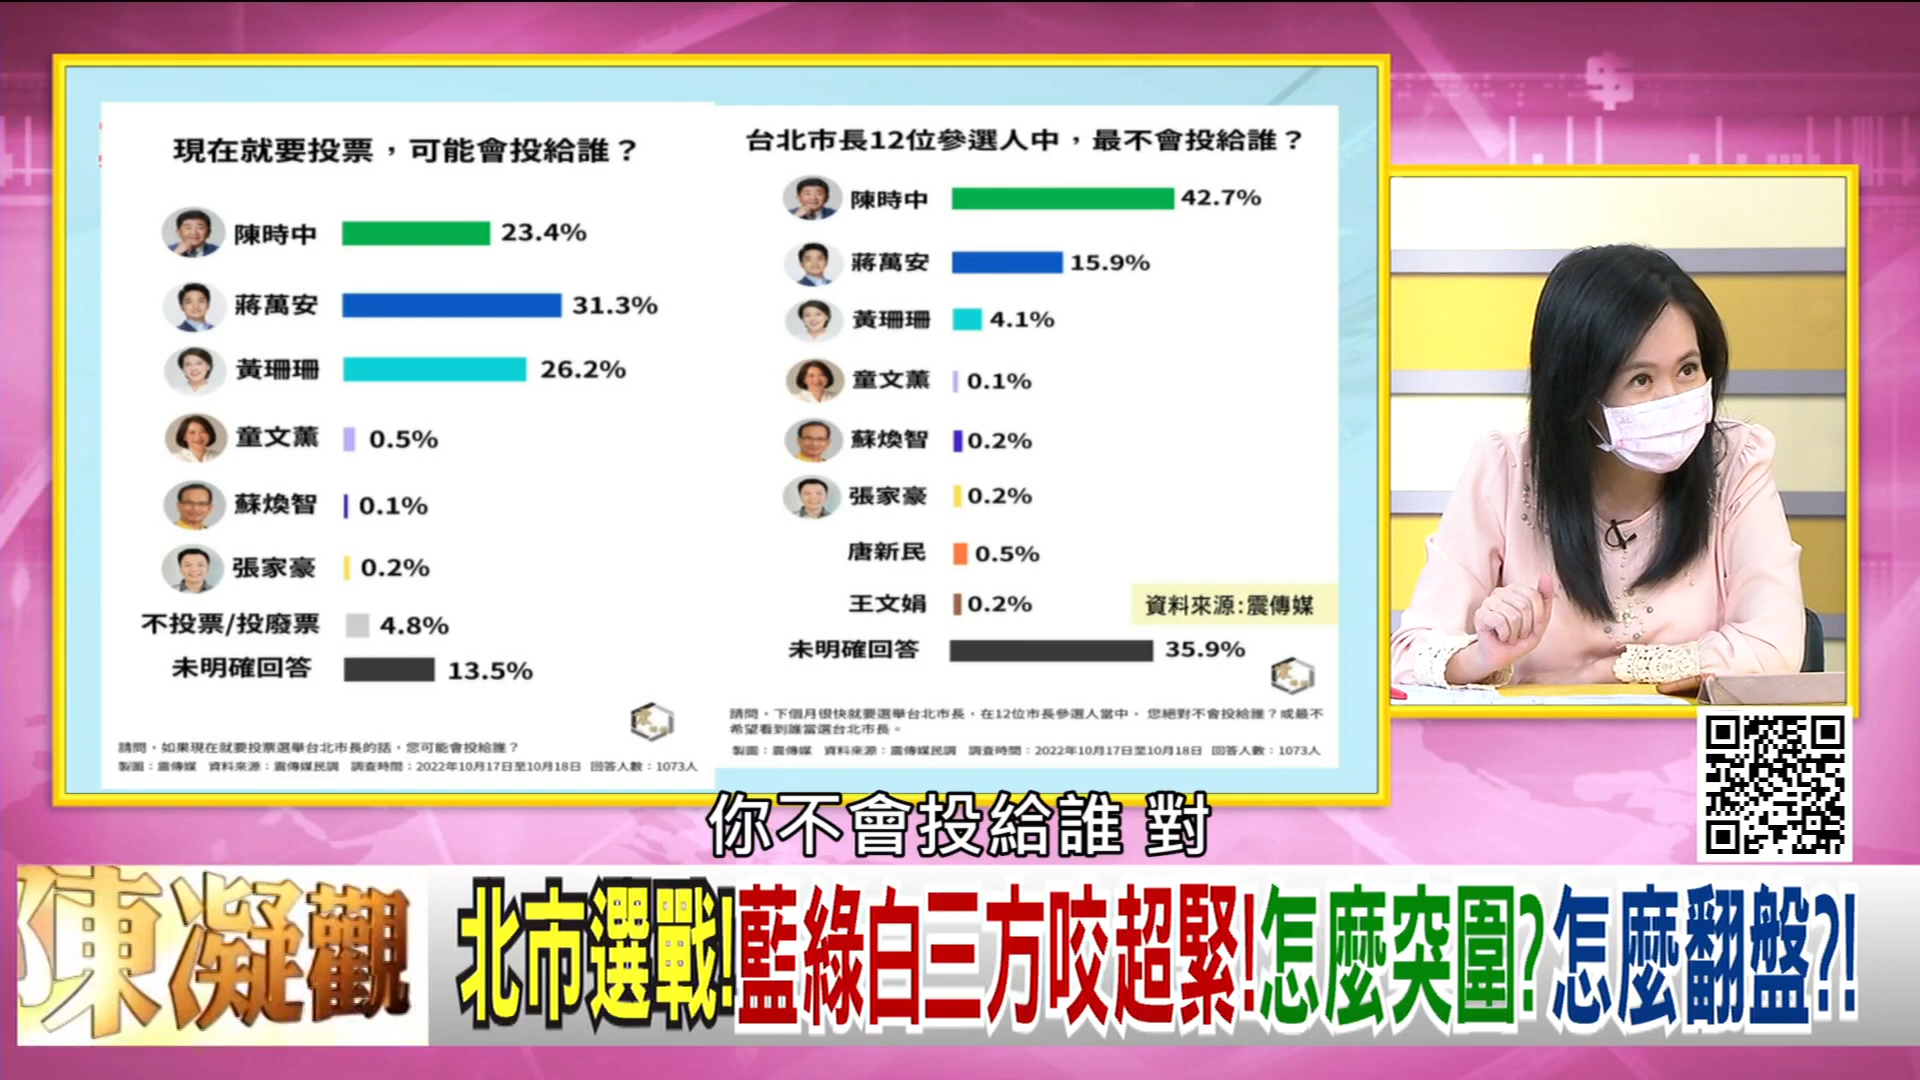 現在就要投票，可能會投給誰？
陳時中 23.4%
蔣萬安 31.3%
黃珊珊 26.2%
童文薰 0.5%
蘇煥智 0.1%
張家豪 0.2%
不投票/投廢票 4.8%
未明確回答 13.5%
請問，如果現在就要投票選舉台北市長的話，您可能會投給誰？
製圖：震傳媒 資料來源：震傳媒民調 調查時間：2022年10月17日至10月18日 回答人數：1073人
台北市長12位參選人中，最不會投給誰？
陳時中 42.7%
蔣萬安 15.9%
黃珊珊 4.1%
童文薰 0.1%
蘇煥智 0.2%
張家豪 0.2%
唐新民 0.5%
王文娟 0.2%
資料來源:震傳媒
未明確回答 35.9%
請問，下個月很快就要選舉台北市長，在12位市長參選人當中， 您絕對不會投給誰？或最不
希望看到誰當選台北市長。
製圖：震傳媒 資料來源：震傳媒民調 調查時間：2022年10月17日至10月18日 回答人數：1073人
你不會投給誰 對
陳凝觀
北市選戰!藍綠白三方咬超緊!怎麼突圍?怎麼翻盤?!